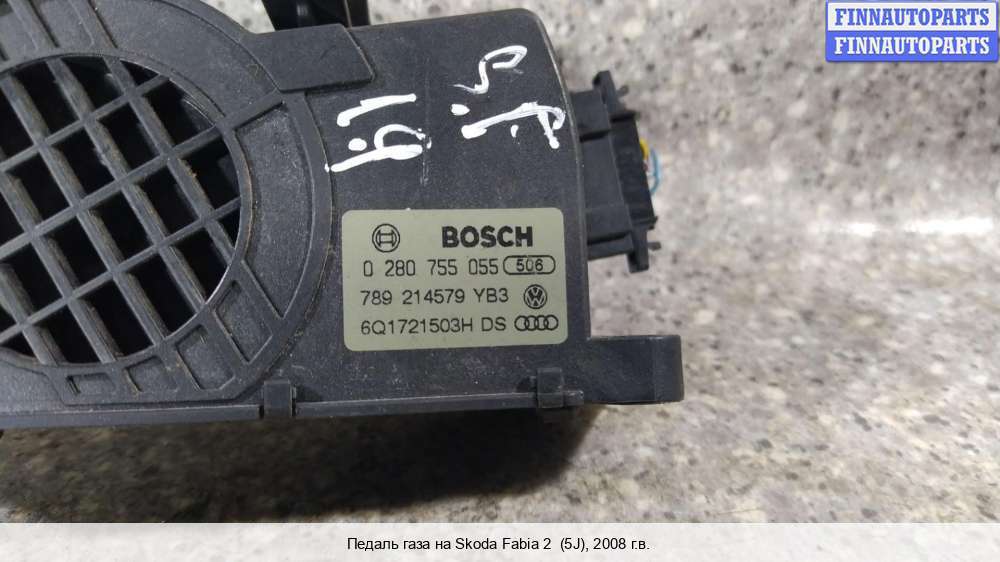 FINNAUTOPARTS
FINNAUTOPARTS
BOSCH
0 280 755 055 506
789 214579 YB3
6Q1721503H DS
Педаль газа на Skoda Fabia 2 (5J), 2008 г.в.